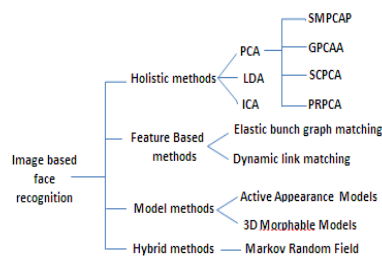 SMPCAP
PCA
GPCAA
Holistic methods
LDA
SCPCA
ICA
PRPCA
Elastic bunch graph matching
Feature Based
methods
Dynamic link matching
Image based
face
recognition
Active Appearance Models
Model methods
3D Morphable Models
Hybrid methods
Markov Random Field